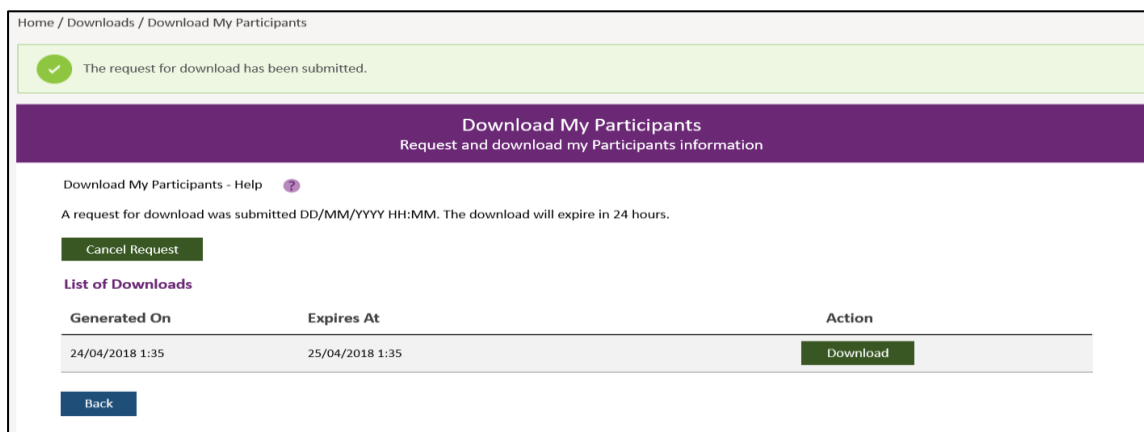 Home / Downloads / Download My Participants
The request for download has been submitted.
Download My Participants
Request and download my Participants information
Download My Participants - Help ?
A request for download was submitted DD/MM/YYYY HH:MM. The download will expire in 24 hours.
Cancel Request
List of Downloads
Generated On Expires At Action
24/04/2018 1:35 25/04/2018 1:35 Download
Back